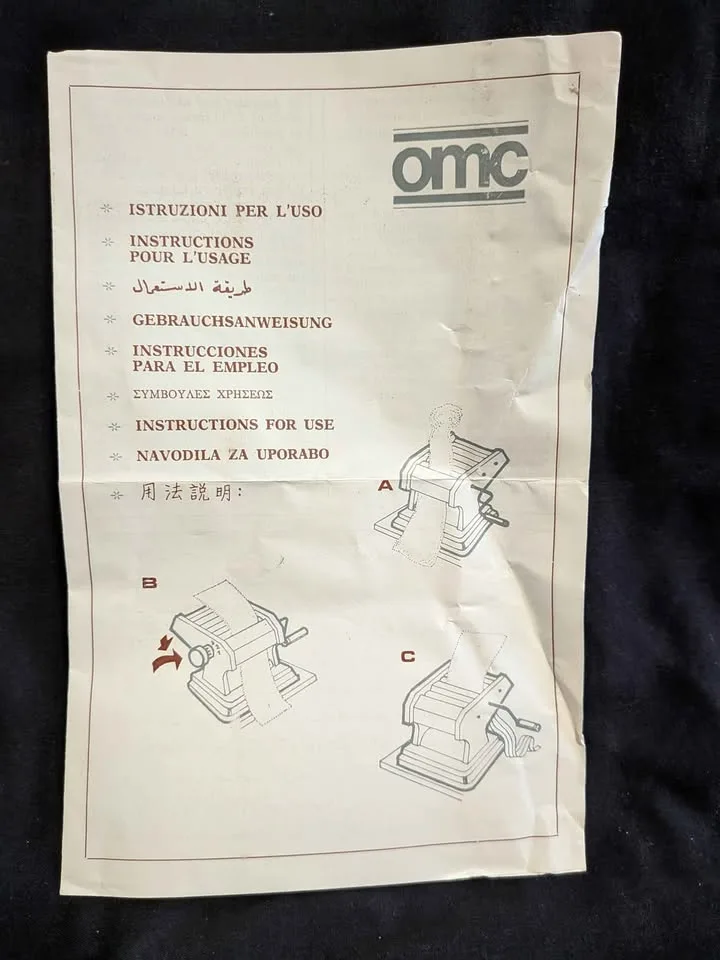 omc
* ISTRUZIONI PER L'USO
* INSTRUCTIONS
POUR L'USAGE
* طريقة الاستعمال
* GEBRAUCHSANWEISUNG
* INSTRUCCIONES
PARA EL EMPLEO
* ΣΥΜΒΟΥΛΕΣ ΧΡΗΣΕΩΣ
* INSTRUCTIONS FOR USE
* NAVODILA ZA UPORABO
* 用法説明:
A
B
C